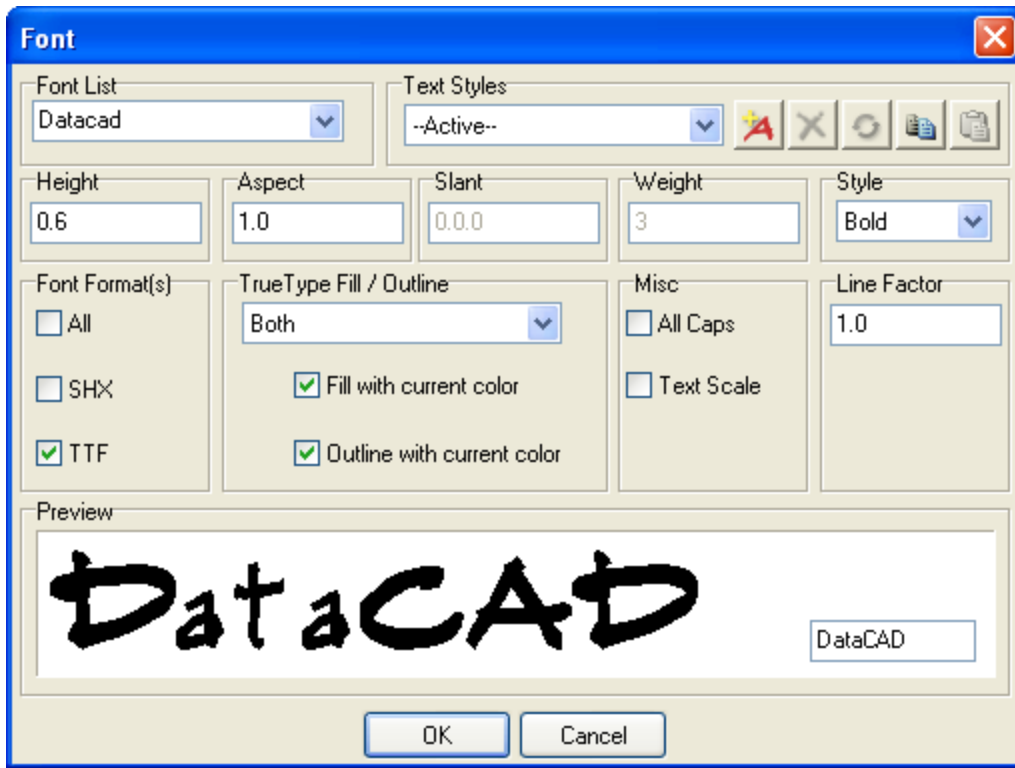 Font
Font List
Text Styles
Datacad
--Active--
Height
Aspect
Slant
Weight
Style
0.6
1.0
0.0.0
3
Bold
Font Format(s)
TrueType Fill / Outline
Misc
Line Factor
All
Both
All Caps
1.0
SHX
Fill with current color
Text Scale
TTF
Outline with current color
Preview
DataCAD
DataCAD
OK
Cancel